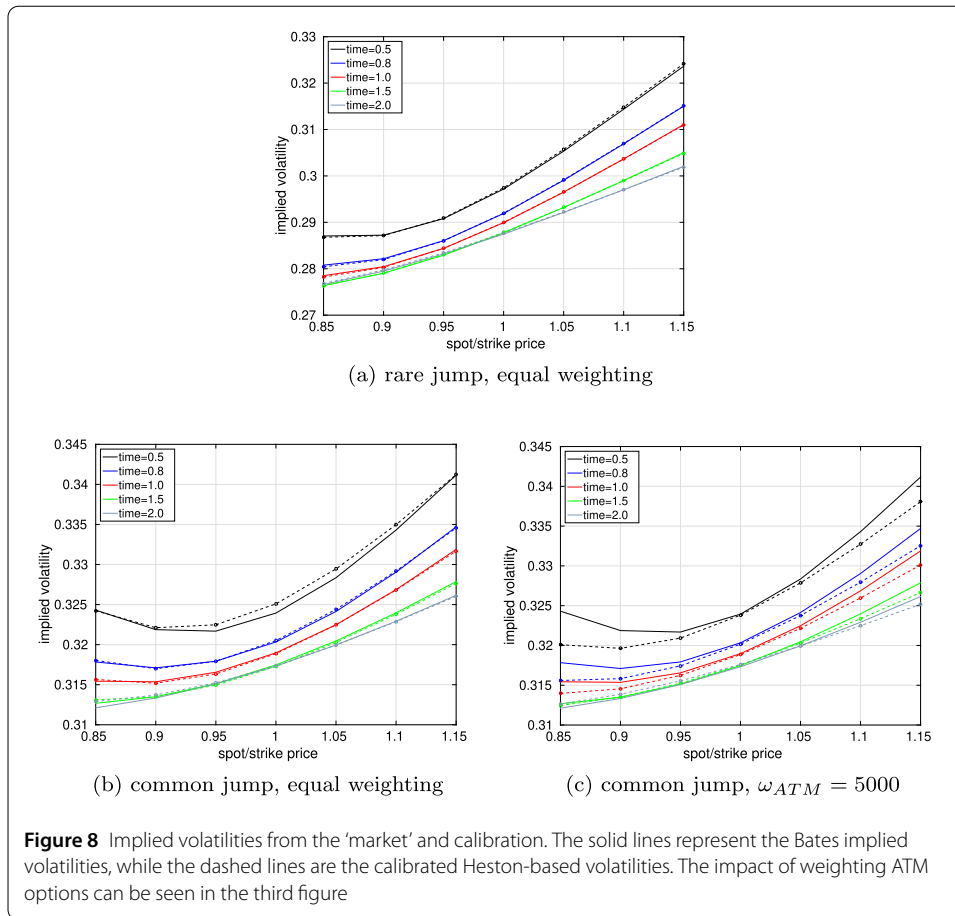 0.33
0.32
0.31
0.3
0.29
0.28
0.27
implied volatility
time=0.5
time=0.8
time=1.0
time=1.5
time=2.0
0.85 0.9 0.95 1 1.05 1.1 1.15
spot/strike price
(a) rare jump, equal weighting
0.345
0.34
0.335
0.33
0.325
0.32
0.315
0.31
implied volatility
time=0.5
time=0.8
time=1.0
time=1.5
time=2.0
0.85 0.9 0.95 1 1.05 1.1 1.15
spot/strike price
(b) common jump, equal weighting
0.345
0.34
0.335
0.33
0.325
0.32
0.315
0.31
implied volatility
time=0.5
time=0.8
time=1.0
time=1.5
time=2.0
0.85 0.9 0.95 1 1.05 1.1 1.15
spot/strike price
(c) common jump, ω_{ATM} = 5000
Figure 8 Implied volatilities from the ‘market’ and calibration. The solid lines represent the Bates implied
volatilities, while the dashed lines are the calibrated Heston-based volatilities. The impact of weighting ATM
options can be seen in the third figure